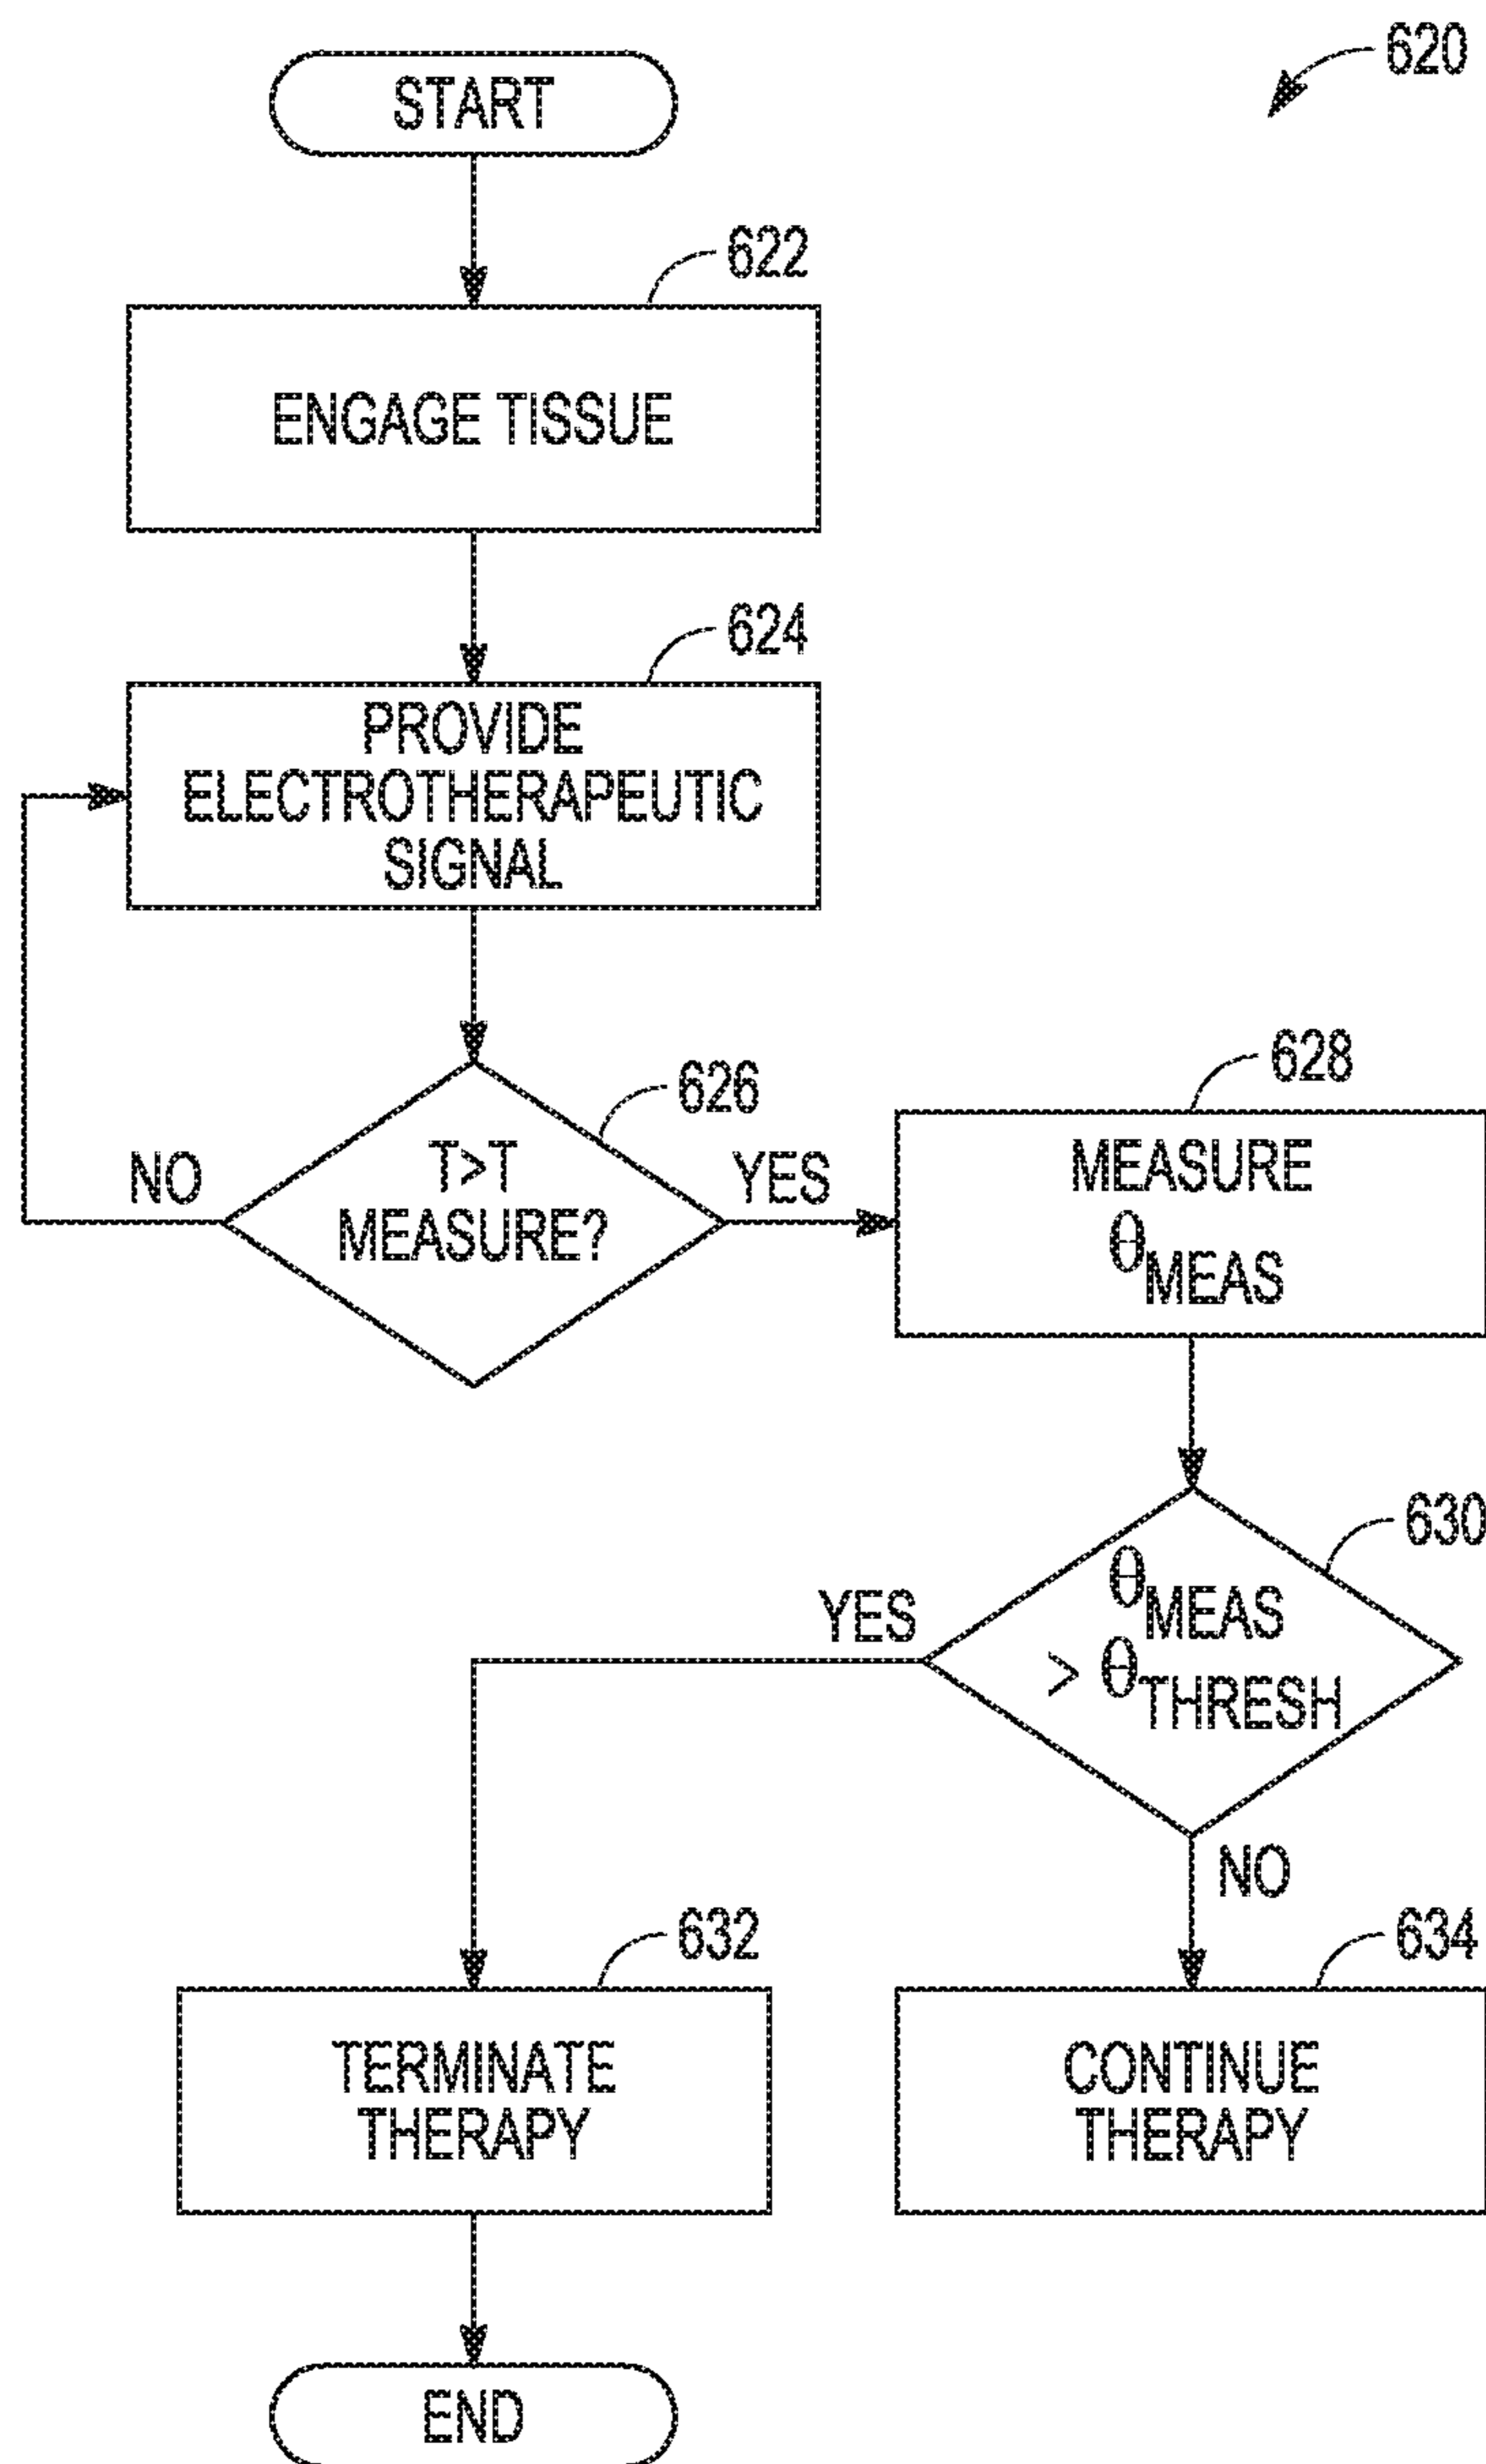 620
START
622
ENGAGE TISSUE
624
PROVIDE
ELECTROTHERAPEUTIC
SIGNAL
626
T>T
MEASURE?
NO
YES
628
MEASURE
θMEAS
630
θMEAS
> θTHRESH
YES
NO
632
TERMINATE
THERAPY
634
CONTINUE
THERAPY
END